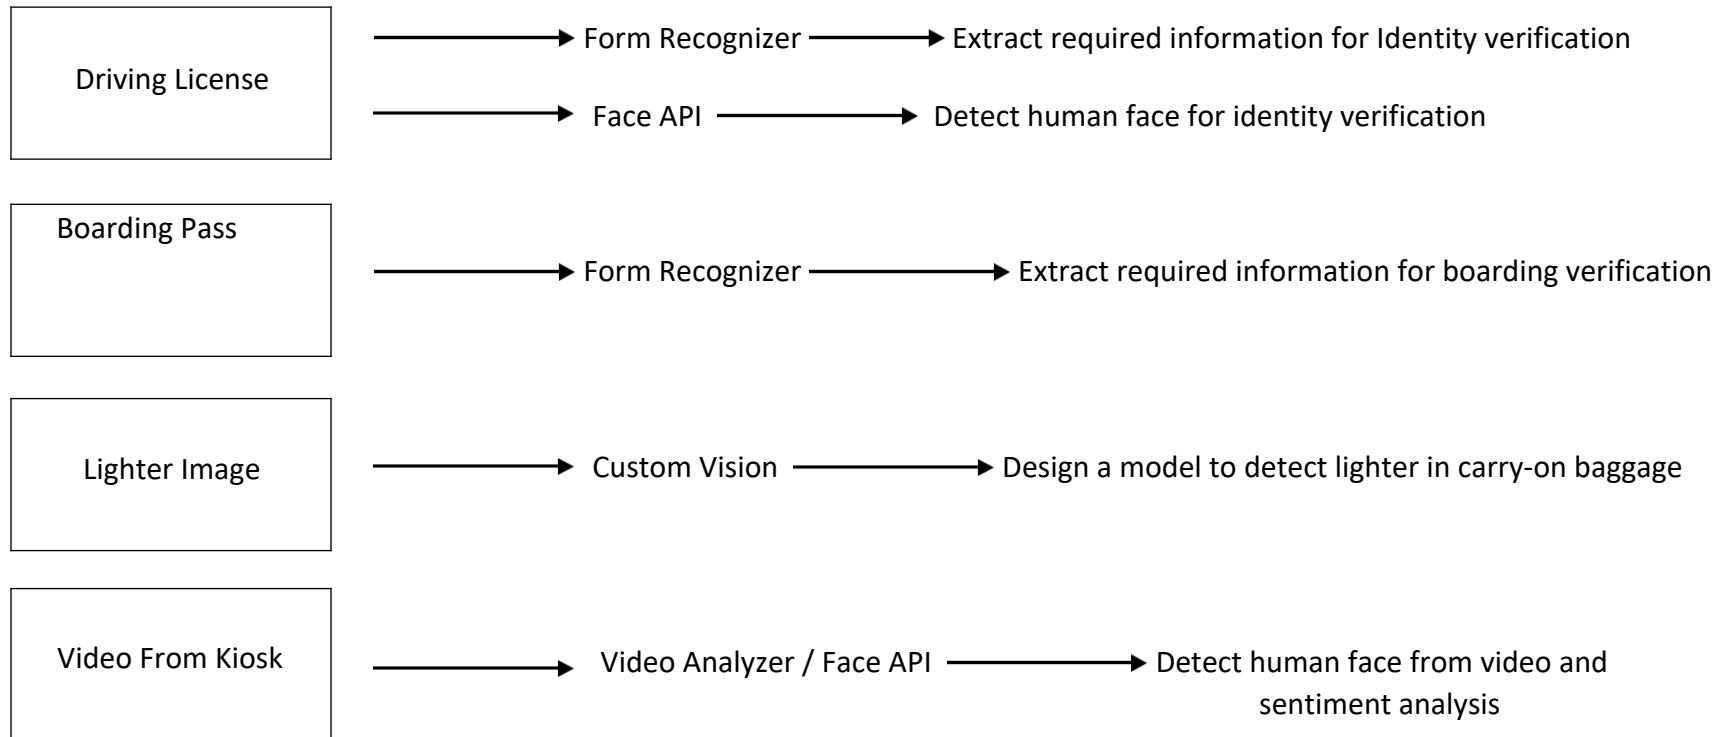 Driving License
Form Recognizer
Extract required information for Identity verification
Face API
Detect human face for identity verification
Boarding Pass
Form Recognizer
Extract required information for boarding verification
Lighter Image
Custom Vision
Design a model to detect lighter in carry-on baggage
Video From Kiosk
Video Analyzer / Face API
Detect human face from video and
sentiment analysis